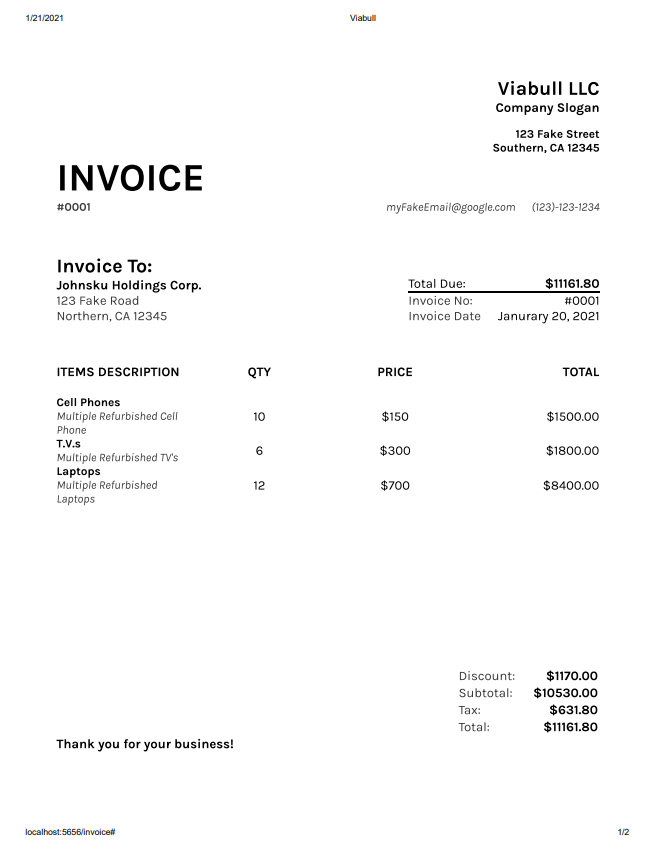 1/21/2021 Viabull
Viabull LLC
Company Slogan
123 Fake Street
Southern, CA 12345
INVOICE
#0001 myFakeEmail@google.com (123)-123-1234
Invoice To:
Johnsku Holdings Corp.
123 Fake Road
Northern, CA 12345
Total Due: $11161.80
Invoice No: #0001
Invoice Date Janurary 20, 2021
ITEMS DESCRIPTION QTY PRICE TOTAL
Cell Phones
Multiple Refurbished Cell
Phone
10 $150 $1500.00
T.V.s
Multiple Refurbished TV's
6 $300 $1800.00
Laptops
Multiple Refurbished
Laptops
12 $700 $8400.00
Discount: $1170.00
Subtotal: $10530.00
Tax: $631.80
Total: $11161.80
Thank you for your business!
localhost:5656/invoice# 1/2